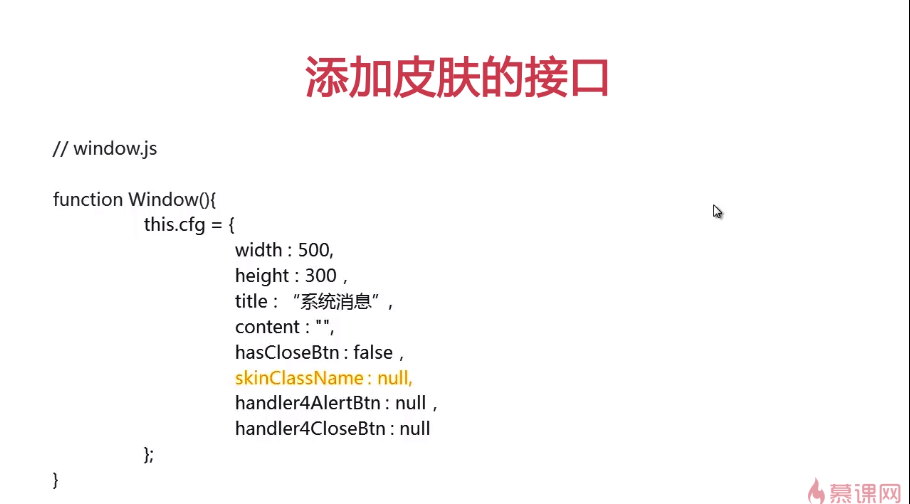 添加皮肤的接口
// window.js
function Window(){
this.cfg = {
width : 500,
height : 300 ,
title : “系统消息” ,
content : "",
hasCloseBtn : false ,
skinClassName : null,
handler4AlertBtn : null ,
handler4CloseBtn : null
};
}
慕课网